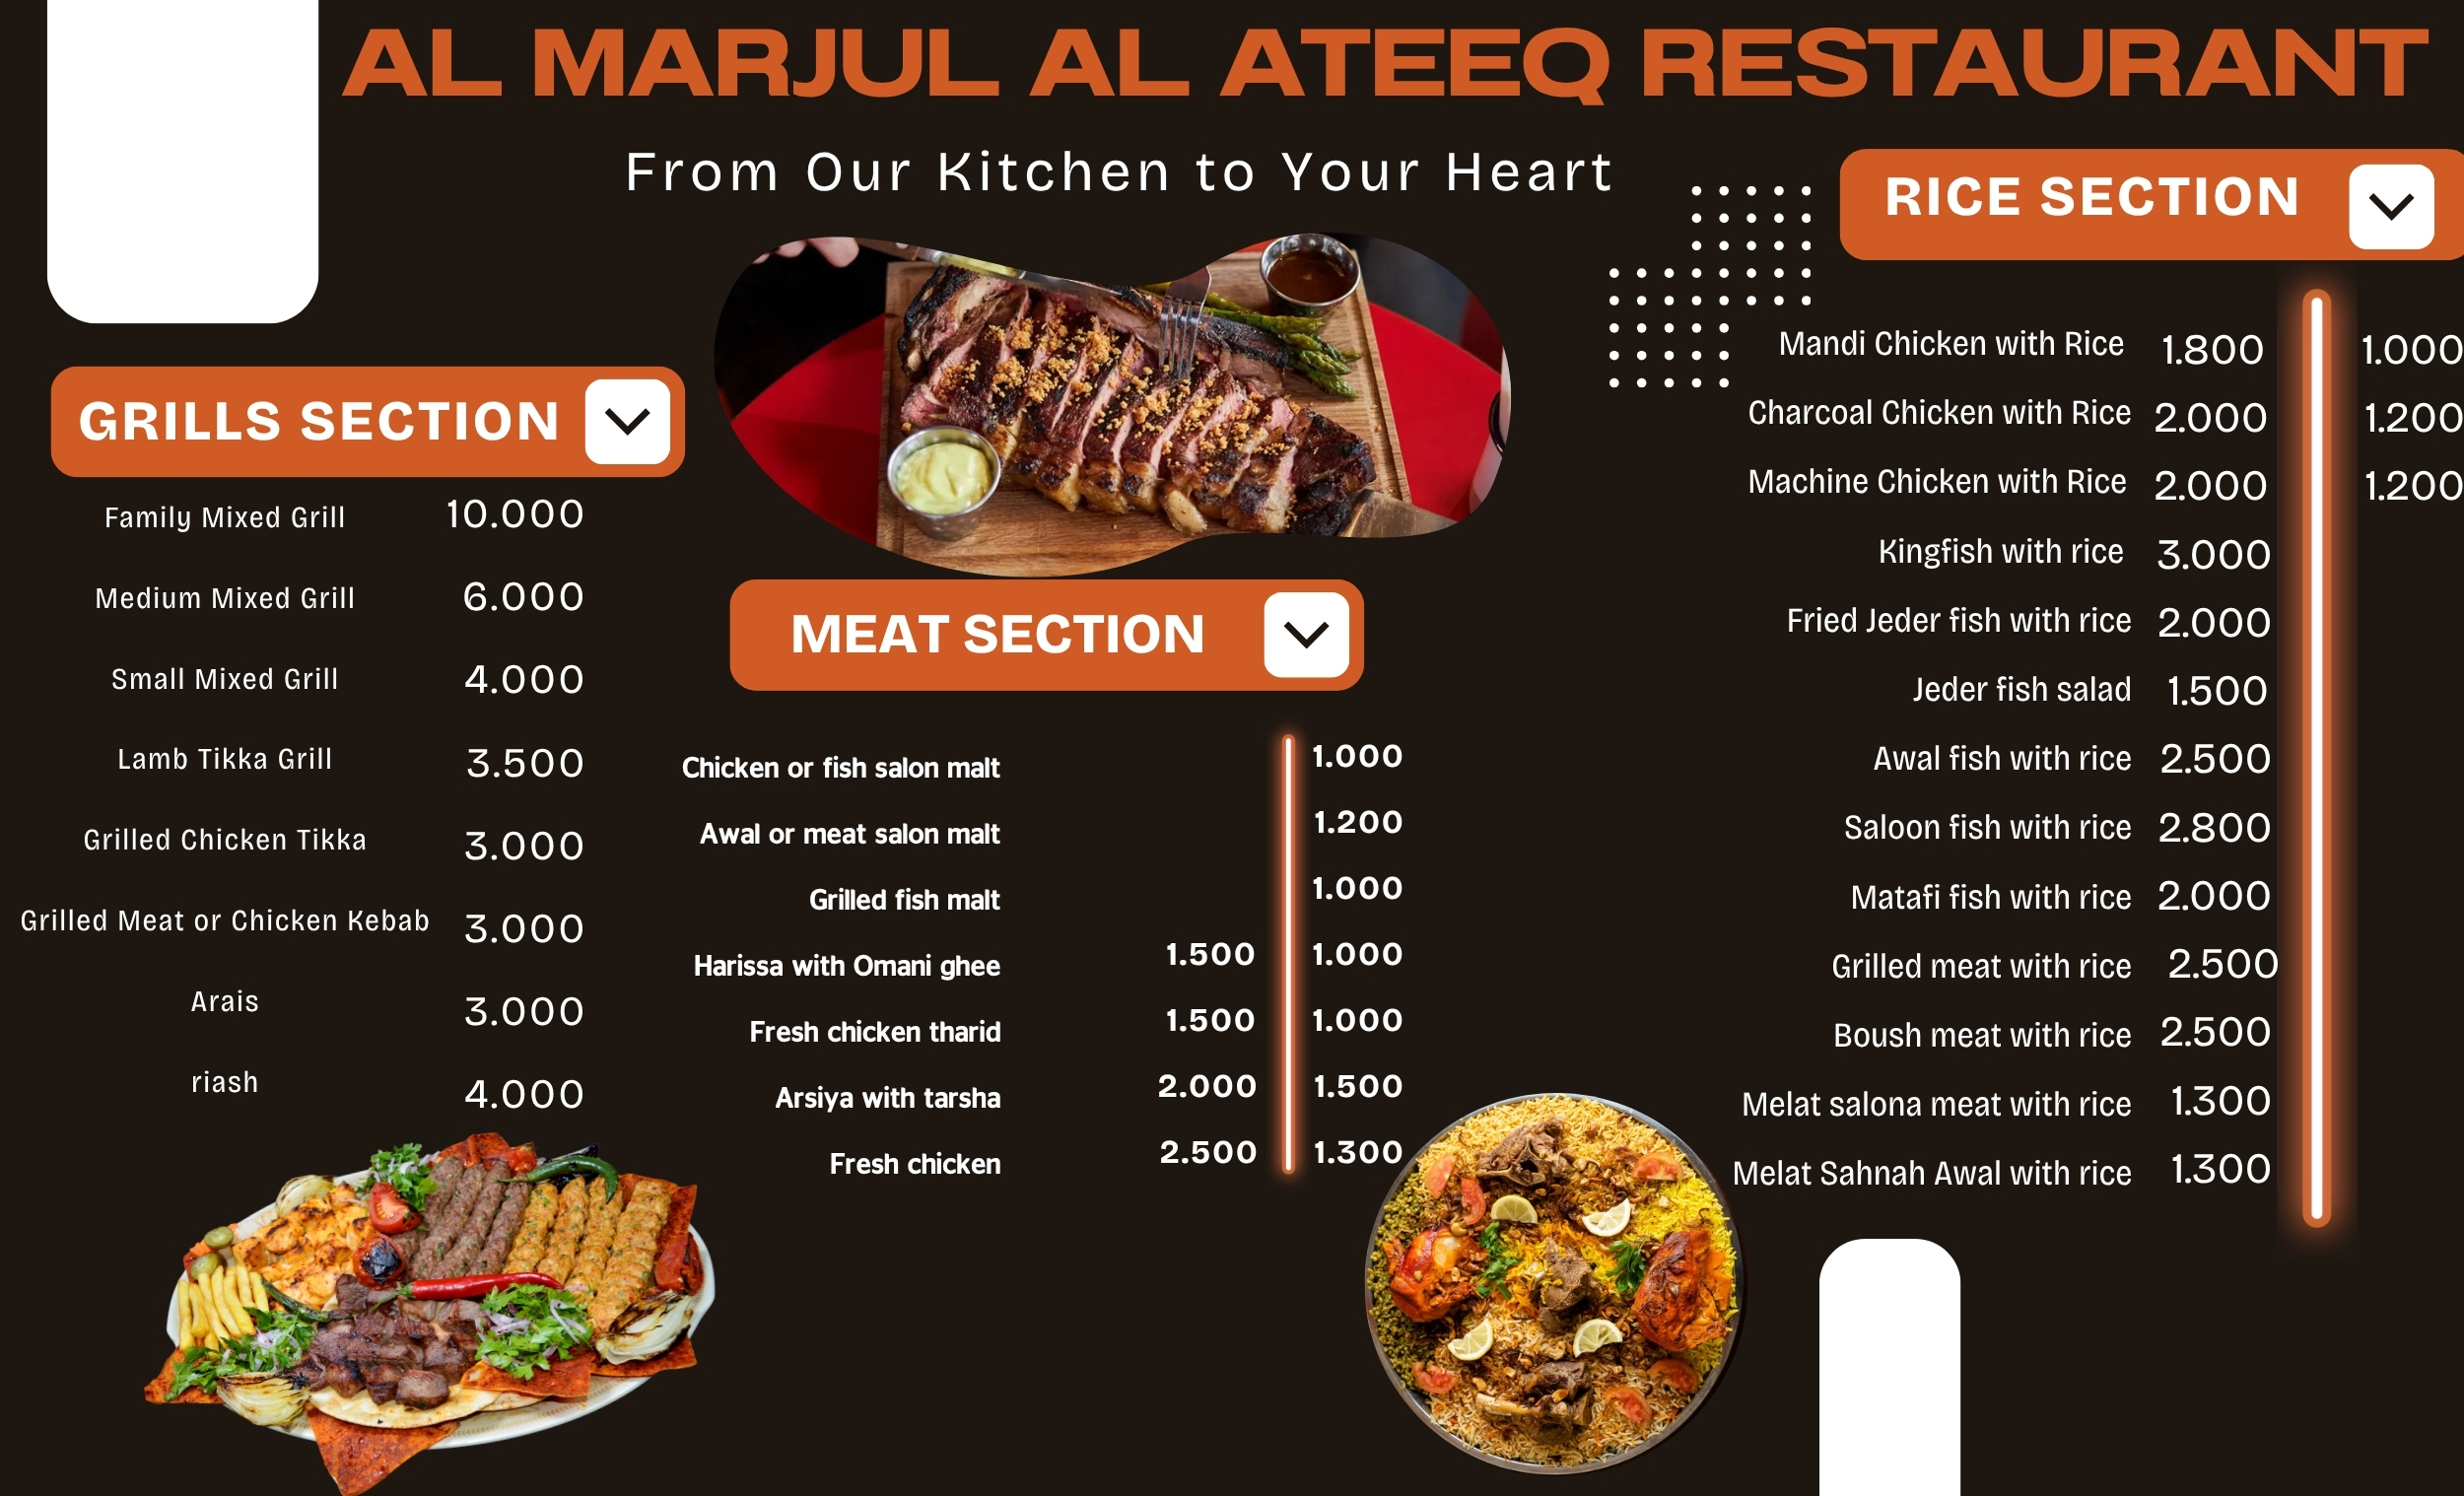 AL MARJUL AL ATEEQ RESTAURANT
From Our Kitchen to Your Heart
GRILLS SECTION
Family Mixed Grill 10.000
Medium Mixed Grill 6.000
Small Mixed Grill 4.000
Lamb Tikka Grill 3.500
Grilled Chicken Tikka 3.000
Grilled Meat or Chicken Kebab 3.000
Arais 3.000
riash 4.000
MEAT SECTION
Chicken or fish salon malt 1.000
Awal or meat salon malt 1.200
Grilled fish malt 1.000
Harissa with Omani ghee 1.500 1.000
Fresh chicken tharid 1.500 1.000
Arsiya with tarsha 2.000 1.500
Fresh chicken 2.500 1.300
RICE SECTION
Mandi Chicken with Rice 1.800 1.000
Charcoal Chicken with Rice 2.000 1.200
Machine Chicken with Rice 2.000 1.200
Kingfish with rice 3.000
Fried Jeder fish with rice 2.000
Jeder fish salad 1.500
Awal fish with rice 2.500
Saloon fish with rice 2.800
Matafi fish with rice 2.000
Grilled meat with rice 2.500
Boush meat with rice 2.500
Melat salona meat with rice 1.300
Melat Sahnah Awal with rice 1.300